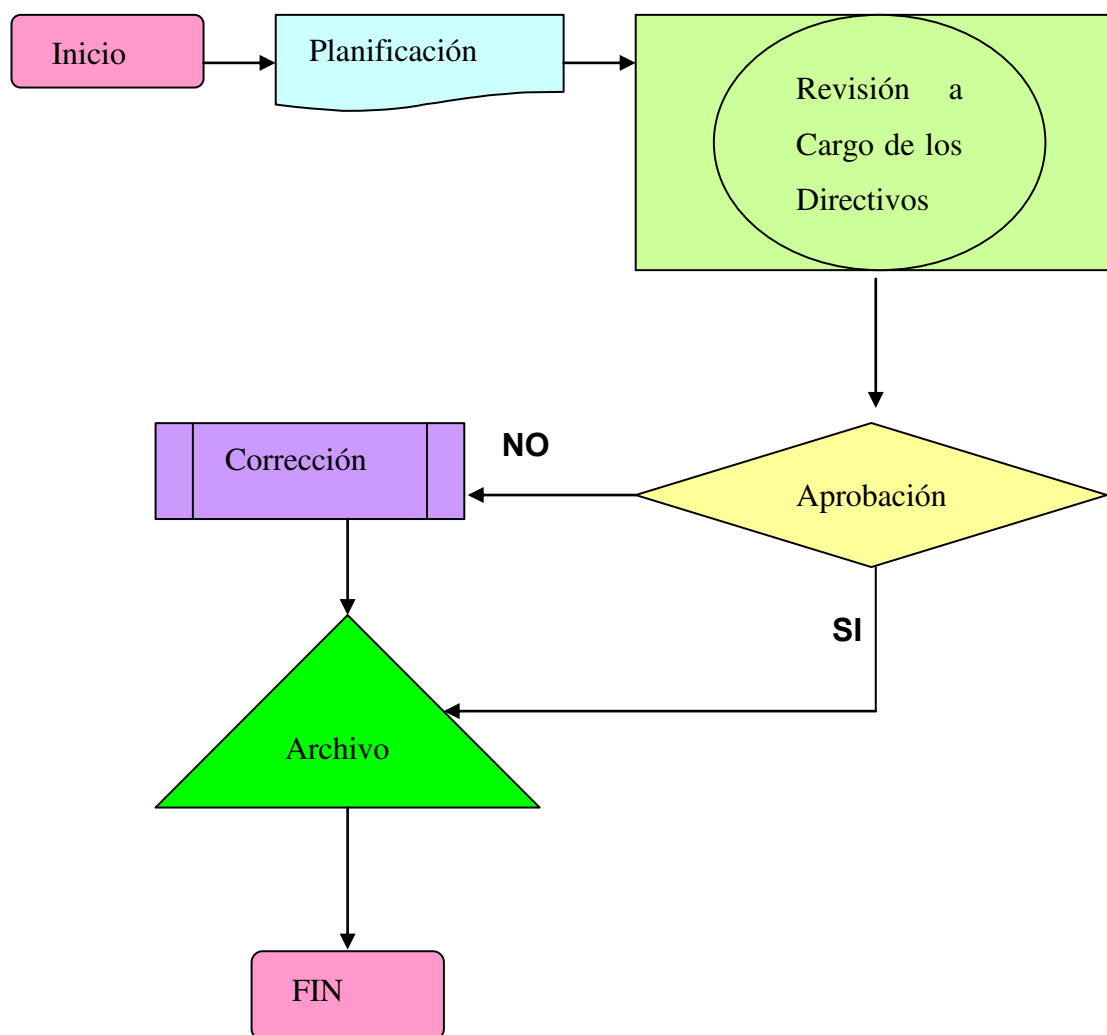 Inicio
Planificación
Revisión a
Cargo de los
Directivos
Corrección
NO
Aprobación
SI
Archivo
FIN